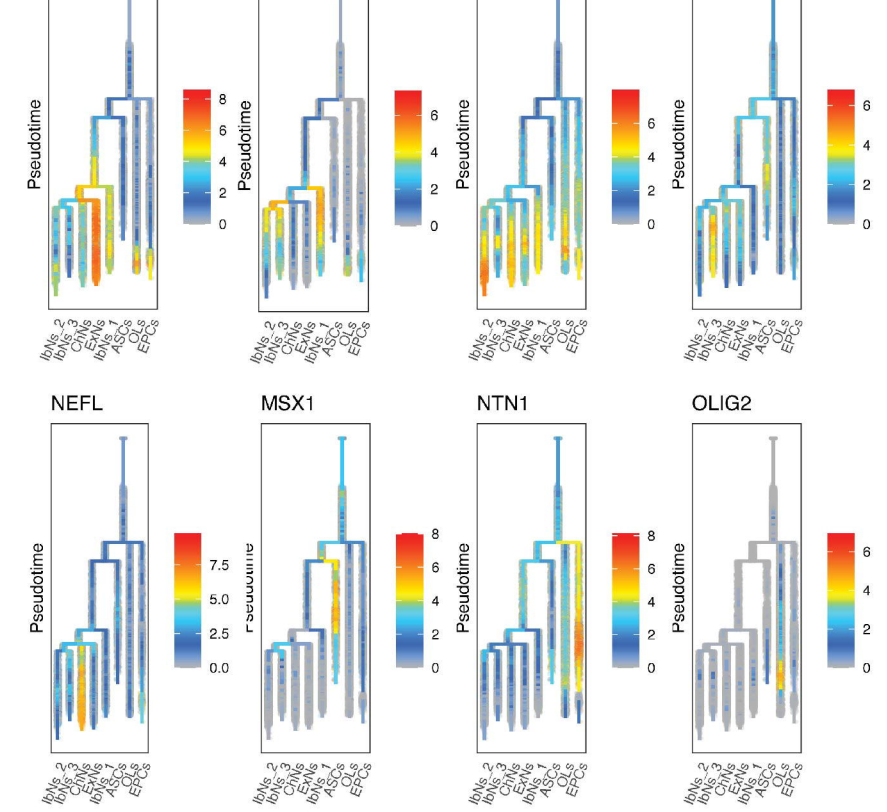 Pseudotime
8
6
4
2
0
IbNs_2
IbNs_3
ChNs
ExNs
IbNs_1
ASCs
OLs
EPCs
Pseudotime
6
4
2
0
IbNs_2
IbNs_3
ChNs
ExNs
IbNs_1
ASCs
OLs
EPCs
Pseudotime
6
4
2
0
IbNs_2
IbNs_3
ChNs
ExNs
IbNs_1
ASCs
OLs
EPCs
Pseudotime
6
4
2
0
IbNs_2
IbNs_3
ChNs
ExNs
IbNs_1
ASCs
OLs
EPCs
NEFL
Pseudotime
7.5
5.0
2.5
0.0
IbNs_2
IbNs_3
ChNs
ExNs
IbNs_1
ASCs
OLs
EPCs
MSX1
Pseudotime
8
6
4
2
0
IbNs_2
IbNs_3
ChNs
ExNs
IbNs_1
ASCs
OLs
EPCs
NTN1
Pseudotime
8
6
4
2
0
IbNs_2
IbNs_3
ChNs
ExNs
IbNs_1
ASCs
OLs
EPCs
OLIG2
Pseudotime
6
4
2
0
IbNs_2
IbNs_3
ChNs
ExNs
IbNs_1
ASCs
OLs
EPCs